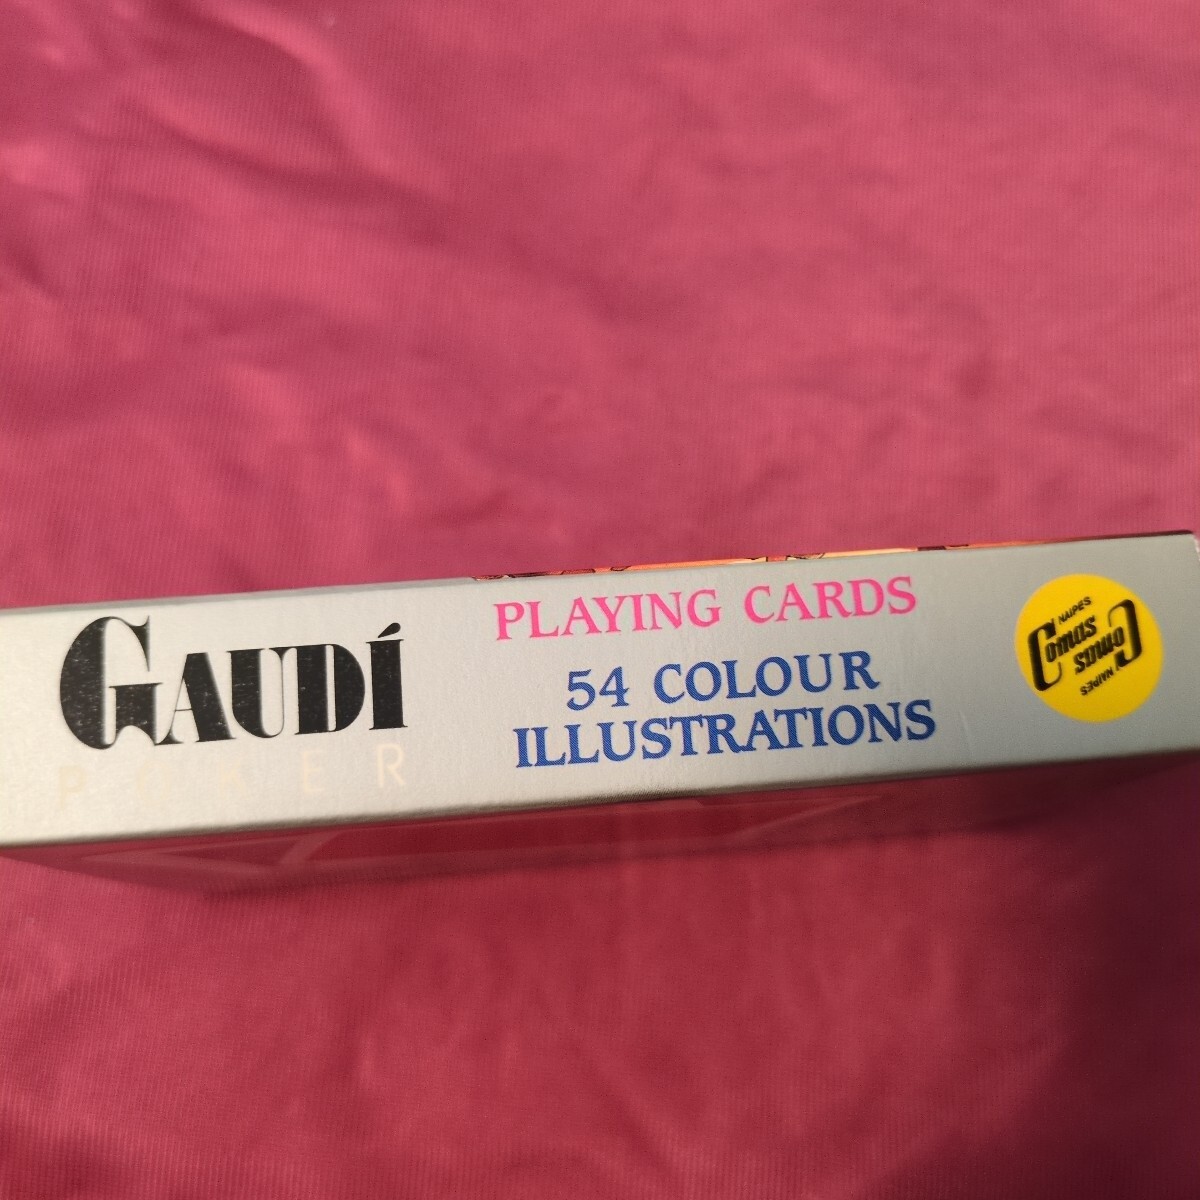 GAUDÍ
POKER
PLAYING CARDS
54 COLOUR
ILLUSTRATIONS
NAIPES
Comas
Comas
NAIPES